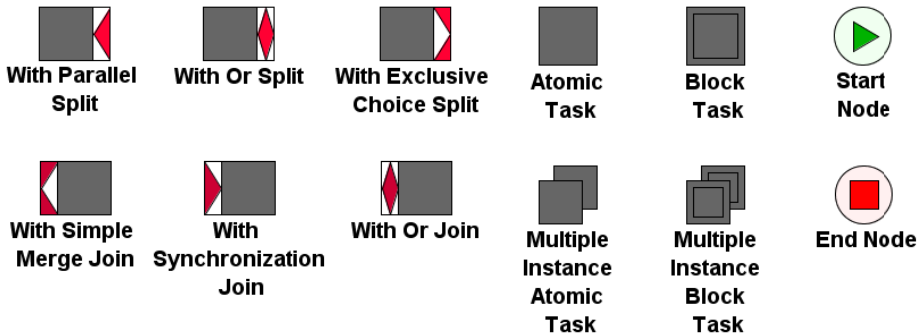 With Parallel
Split
With Or Split
With Exclusive
Choice Split
Atomic
Task
Block
Task
Start
Node
With Simple
Merge Join
With
Synchronization
Join
With Or Join
Multiple
Instance
Atomic
Task
Multiple
Instance
Block
Task
End Node